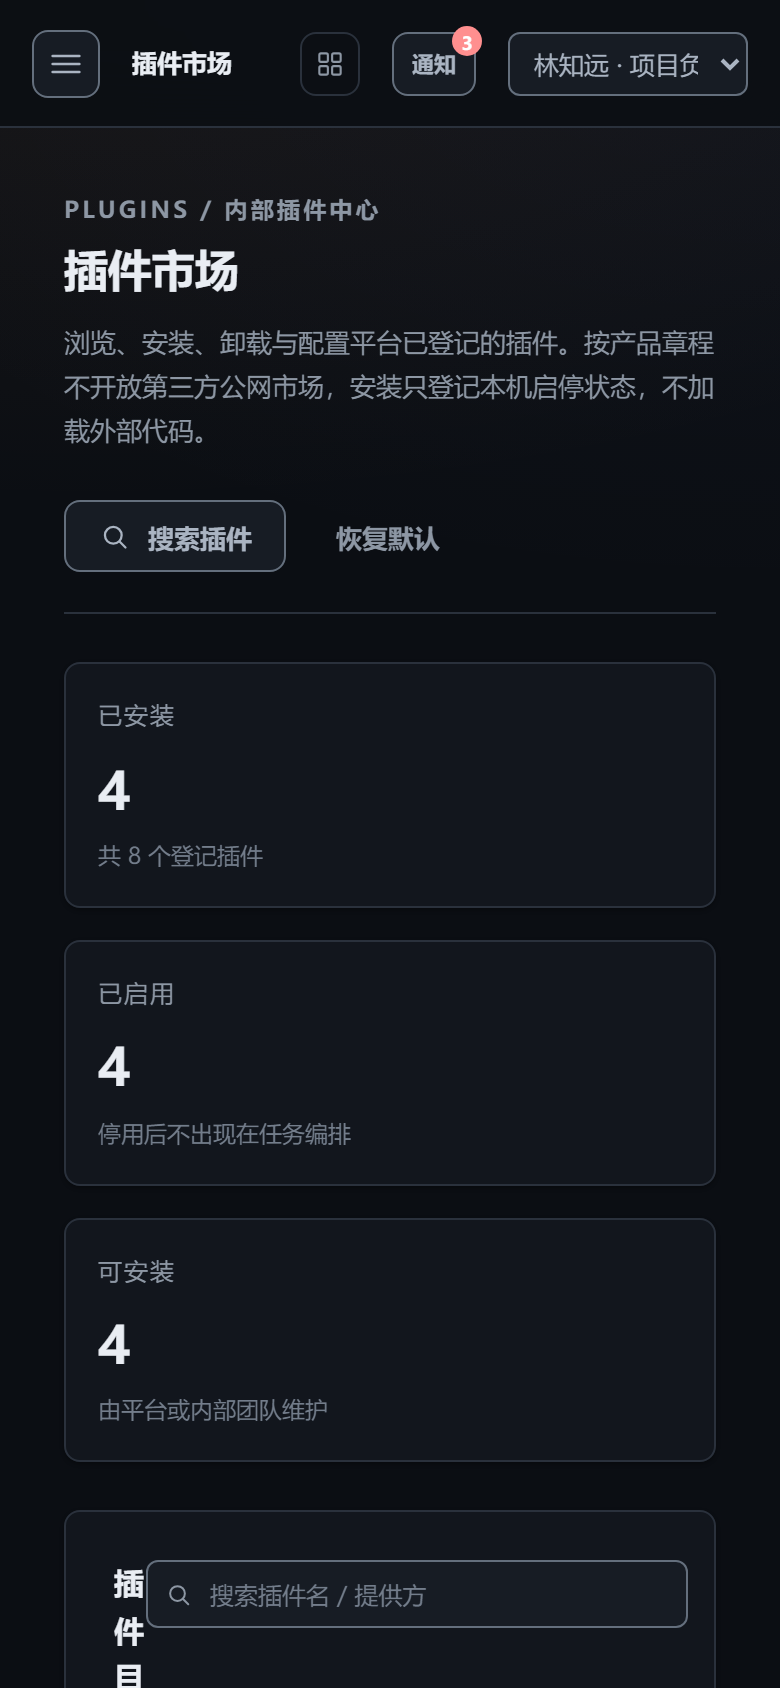 插件市场
通知
3
林知远 · 项目负
PLUGINS / 内部插件中心
插件市场
浏览、安装、卸载与配置平台已登记的插件。按产品章程
不开放第三方公网市场，安装只登记本机启停状态，不加
载外部代码。
搜索插件
恢复默认
已安装
4
共 8 个登记插件
已启用
4
停用后不出现在任务编排
可安装
4
由平台或内部团队维护
插
件
目
搜索插件名 / 提供方